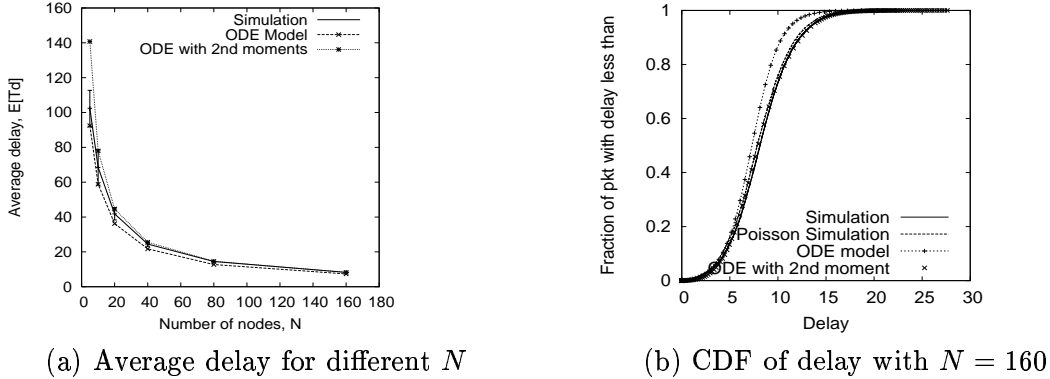 160
140
120
100
80
60
40
20
0
Average delay, E[Td]
Simulation
ODE Model
ODE with 2nd moments
0 20 40 60 80 100 120 140 160 180
Number of nodes, N
(a) Average delay for different N
1
0.8
0.6
0.4
0.2
0
Fraction of pkt with delay less than
Simulation
Poisson Simulation
ODE model
ODE with 2nd moment
0 5 10 15 20 25 30
Delay
(b) CDF of delay with N = 160